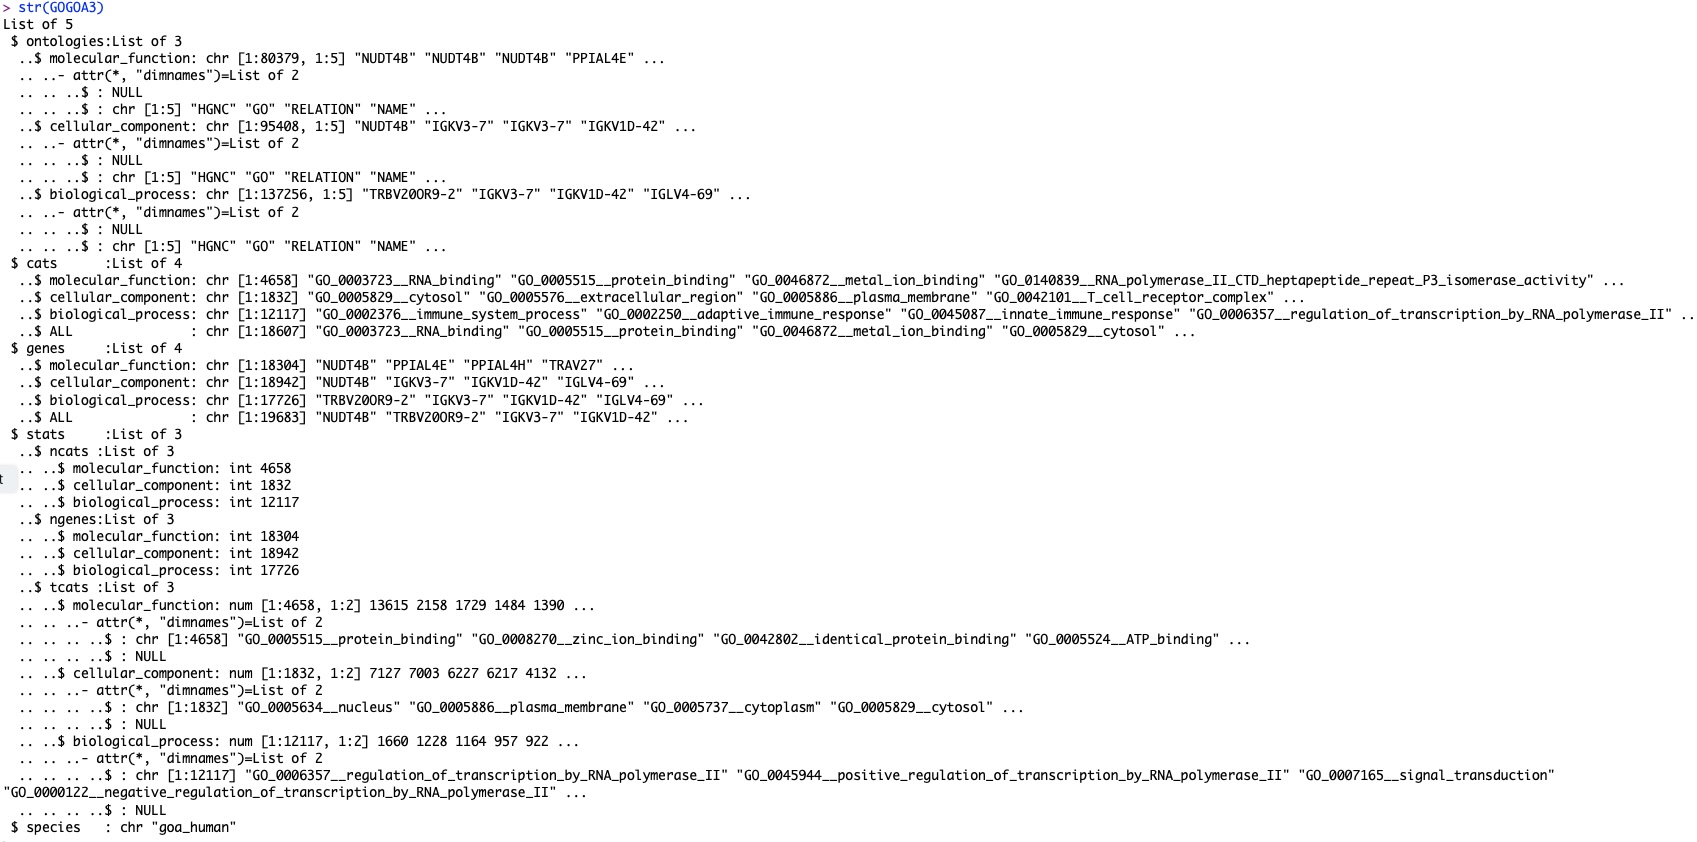 > str(GOGOA3)
List of 5
 $ ontologies:List of 3
  ..$ molecular_function: chr [1:80379, 1:5] "NUDT4B" "NUDT4B" "NUDT4B" "PPIAL4E" ...
  .. ..- attr(*, "dimnames")=List of 2
  .. .. ..$ : NULL
  .. .. ..$ : chr [1:5] "HGNC" "GO" "RELATION" "NAME" ...
  ..$ cellular_component: chr [1:95408, 1:5] "NUDT4B" "IGKV3-7" "IGKV3-7" "IGKV1D-42" ...
  .. ..- attr(*, "dimnames")=List of 2
  .. .. ..$ : NULL
  .. .. ..$ : chr [1:5] "HGNC" "GO" "RELATION" "NAME" ...
  ..$ biological_process: chr [1:137256, 1:5] "TRBV20OR9-2" "IGKV3-7" "IGKV1D-42" "IGLV4-69" ...
  .. ..- attr(*, "dimnames")=List of 2
  .. .. ..$ : NULL
  .. .. ..$ : chr [1:5] "HGNC" "GO" "RELATION" "NAME" ...
 $ cats      :List of 4
  ..$ molecular_function: chr [1:4658] "GO_0003723__RNA_binding" "GO_0005515__protein_binding" "GO_0046872__metal_ion_binding" "GO_0140839__RNA_polymerase_II_CTD_heptapeptide_repeat_P3_isomerase_activity" ...
  ..$ cellular_component: chr [1:1832] "GO_0005829__cytosol" "GO_0005576__extracellular_region" "GO_0005886__plasma_membrane" "GO_0042101__T_cell_receptor_complex" ...
  ..$ biological_process: chr [1:12117] "GO_0002376__immune_system_process" "GO_0002250__adaptive_immune_response" "GO_0045087__innate_immune_response" "GO_0006357__regulation_of_transcription_by_RNA_polymerase_II" ..
  ..$ ALL               : chr [1:18607] "GO_0003723__RNA_binding" "GO_0005515__protein_binding" "GO_0046872__metal_ion_binding" "GO_0005829__cytosol" ...
 $ genes     :List of 4
  ..$ molecular_function: chr [1:18304] "NUDT4B" "PPIAL4E" "PPIAL4H" "TRAV27" ...
  ..$ cellular_component: chr [1:18942] "NUDT4B" "IGKV3-7" "IGKV1D-42" "IGLV4-69" ...
  ..$ biological_process: chr [1:17726] "TRBV20OR9-2" "IGKV3-7" "IGKV1D-42" "IGLV4-69" ...
  ..$ ALL               : chr [1:19683] "NUDT4B" "TRBV20OR9-2" "IGKV3-7" "IGKV1D-42" ...
 $ stats     :List of 3
  ..$ ncats :List of 3
  .. ..$ molecular_function: int 4658
t .. ..$ cellular_component: int 1832
  .. ..$ biological_process: int 12117
  ..$ ngenes:List of 3
  .. ..$ molecular_function: int 18304
  .. ..$ cellular_component: int 18942
  .. ..$ biological_process: int 17726
  ..$ tcats :List of 3
  .. ..$ molecular_function: num [1:4658, 1:2] 13615 2158 1729 1484 1390 ...
  .. .. ..- attr(*, "dimnames")=List of 2
  .. .. .. ..$ : chr [1:4658] "GO_0005515__protein_binding" "GO_0008270__zinc_ion_binding" "GO_0042802__identical_protein_binding" "GO_0005524__ATP_binding" ...
  .. .. .. ..$ : NULL
  .. ..$ cellular_component: num [1:1832, 1:2] 7127 7003 6227 6217 4132 ...
  .. .. ..- attr(*, "dimnames")=List of 2
  .. .. .. ..$ : chr [1:1832] "GO_0005634__nucleus" "GO_0005886__plasma_membrane" "GO_0005737__cytoplasm" "GO_0005829__cytosol" ...
  .. .. .. ..$ : NULL
  .. ..$ biological_process: num [1:12117, 1:2] 1660 1228 1164 957 922 ...
  .. .. ..- attr(*, "dimnames")=List of 2
  .. .. .. ..$ : chr [1:12117] "GO_0006357__regulation_of_transcription_by_RNA_polymerase_II" "GO_0045944__positive_regulation_of_transcription_by_RNA_polymerase_II" "GO_0007165__signal_transduction"
"GO_0000122__negative_regulation_of_transcription_by_RNA_polymerase_II" ...
  .. .. .. ..$ : NULL
 $ species   : chr "goa_human"